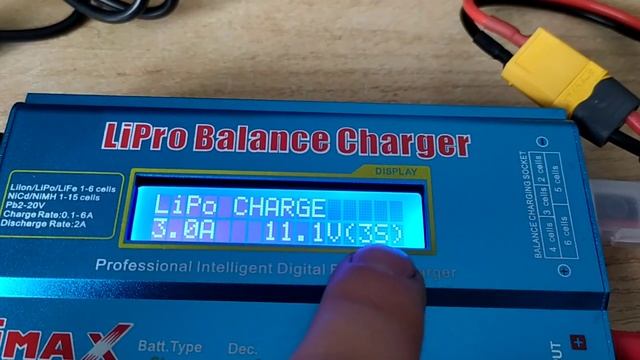 LiPro Balance Charger
DISPLAY
LiIon/LiPo/LiFe 1-6 cells
NiCd/NiMH 1-15 cells
Pb2-20V
Charge Rate:0.1-6A
Discharge Rate:2A
LiPo CHARGE
3.0A 11.1V(3S)
Professional Intelligent Digital
BALANCE CHARGING SOCKET
2 cells
3 cells
4 cells
5 cells
6 cells
iMAX
Batt.Type Dec.